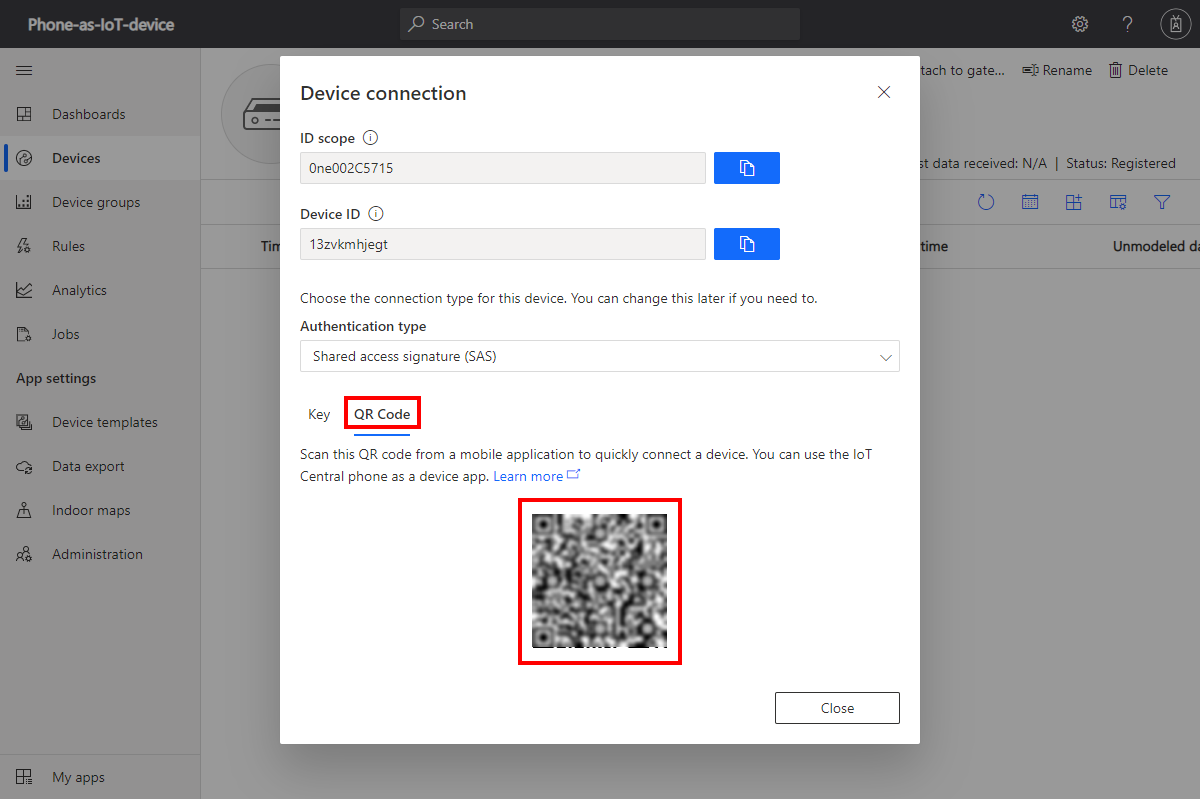 Phone-as-IoT-device
Search
tach to gate...
Rename
Delete
Dashboards
Devices
Device groups
Rules
Analytics
Jobs
App settings
Device templates
Data export
Indoor maps
Administration
My apps
st data received: N/A | Status: Registered
Tim
time
Unmodeled da
Device connection
ID scope
0ne002C5715
Device ID
13zvkmhjegt
Choose the connection type for this device. You can change this later if you need to.
Authentication type
Shared access signature (SAS)
Key
QR Code
Scan this QR code from a mobile application to quickly connect a device. You can use the IoT
Central phone as a device app. Learn more
Close